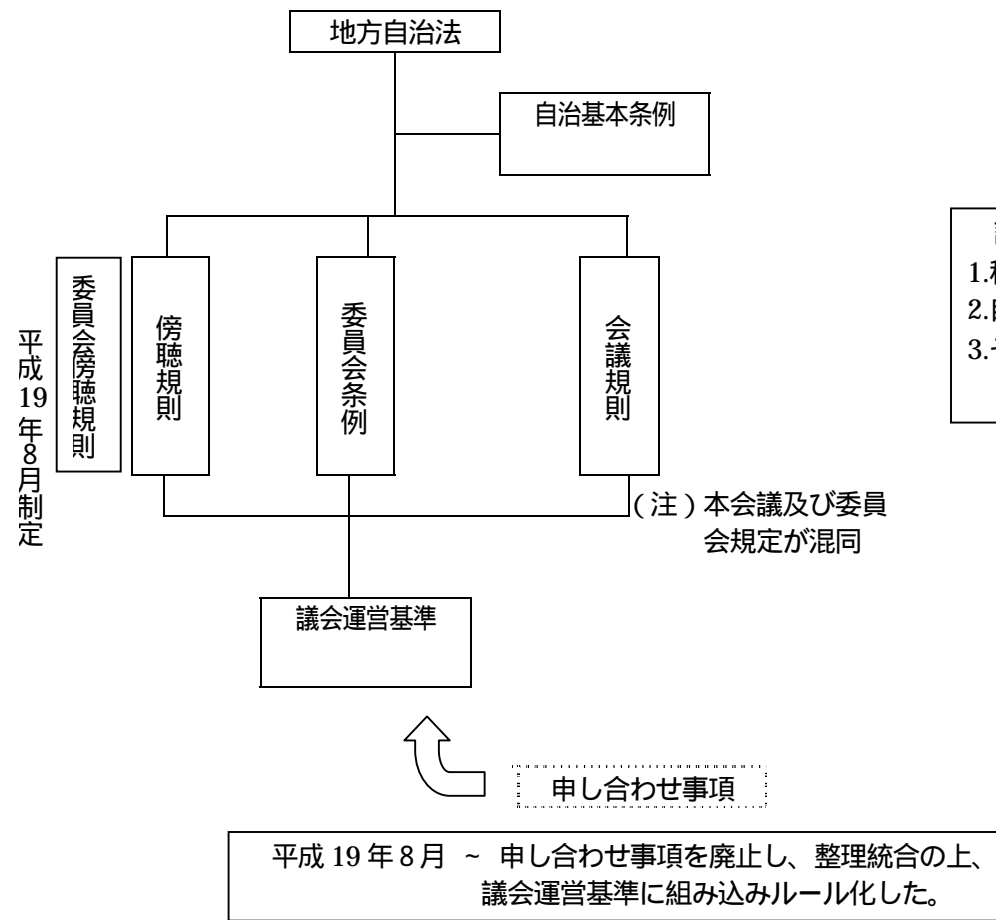 地方自治法
自治基本条例
平成19年8月制定
委員会傍聴規則
傍聴規則
委員会条例
会議規則
1.
2.
3.
(注)本会議及び委員
会規定が混同
議会運営基準
申し合わせ事項
平成19年8月 ~ 申し合わせ事項を廃止し、整理統合の上、
議会運営基準に組み込みルール化した。